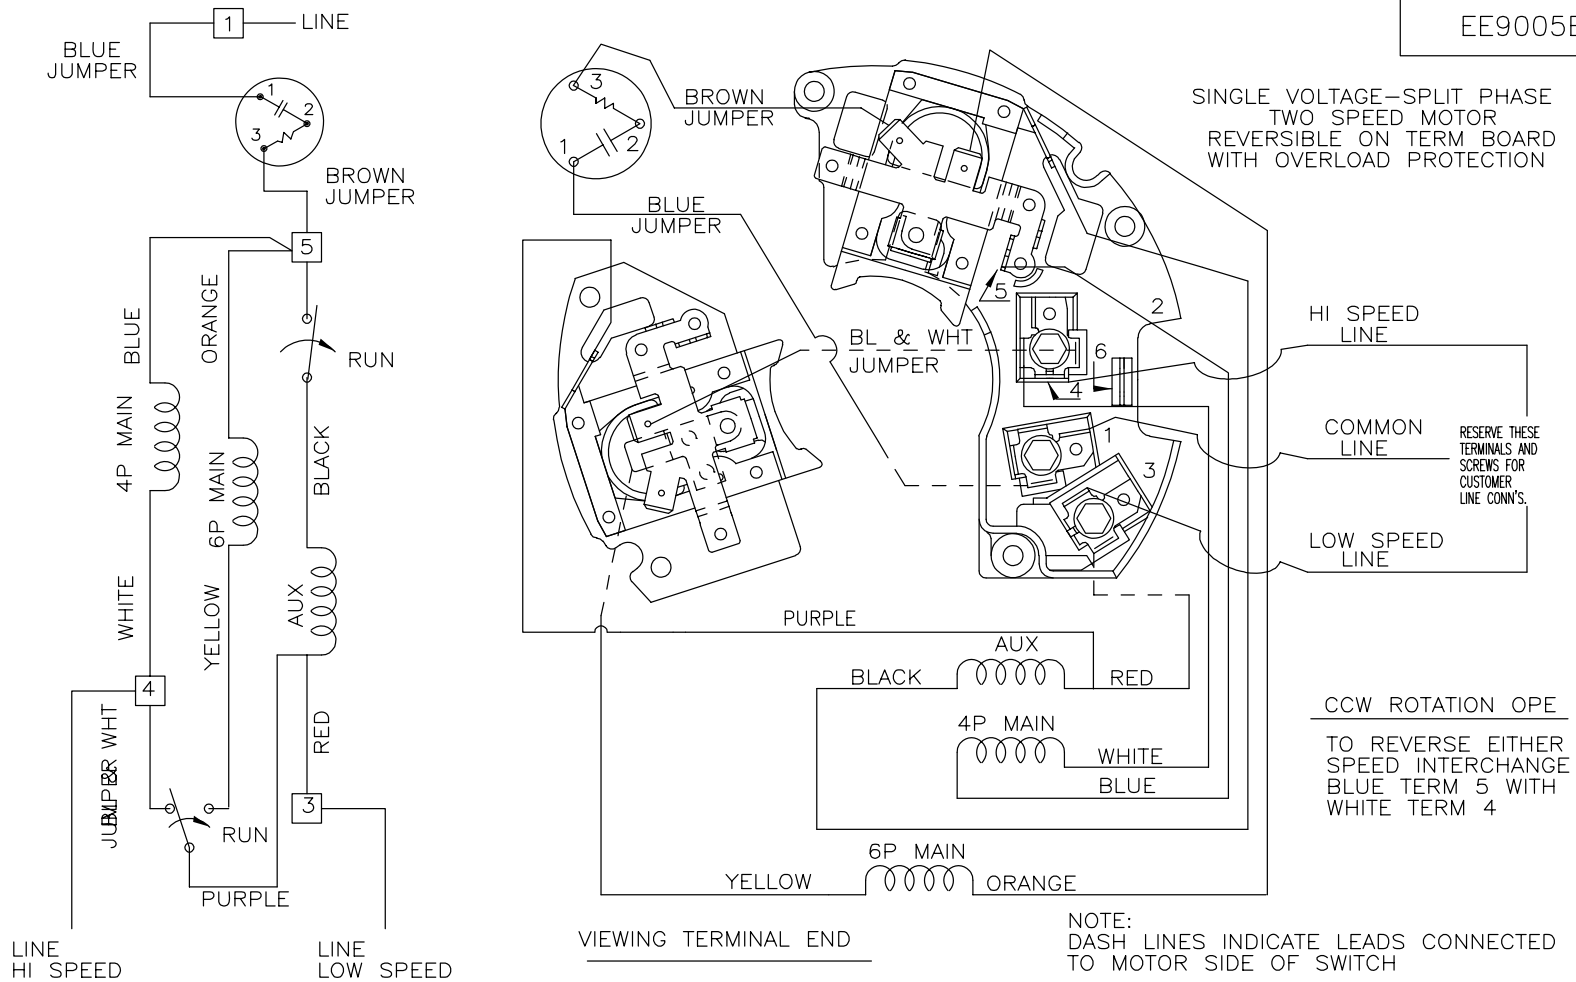 1
LINE
BLUE
JUMPER
1
2
3
BROWN
JUMPER
5
BLUE
ORANGE
RUN
4P MAIN
6P MAIN
BLACK
WHITE
YELLOW
AUX
4
RED
3
RUN
PURPLE
LINE
HI SPEED
LINE
LOW SPEED
3
1
2
BROWN
JUMPER
BLUE
JUMPER
BL & WHT
JUMPER
5
2
6
4
1
3
EE9005E
SINGLE VOLTAGE-SPLIT PHASE
TWO SPEED MOTOR
REVERSIBLE ON TERM BOARD
WITH OVERLOAD PROTECTION
HI SPEED
LINE
COMMON
LINE
RESERVE THESE
TERMINALS AND
SCREWS FOR
CUSTOMER
LINE CONN'S.
LOW SPEED
LINE
PURPLE
AUX
BLACK
RED
4P MAIN
WHITE
BLUE
6P MAIN
YELLOW
ORANGE
CCW ROTATION OPE
TO REVERSE EITHER
SPEED INTERCHANGE
BLUE TERM 5 WITH
WHITE TERM 4
VIEWING TERMINAL END
NOTE:
DASH LINES INDICATE LEADS CONNECTED
TO MOTOR SIDE OF SWITCH